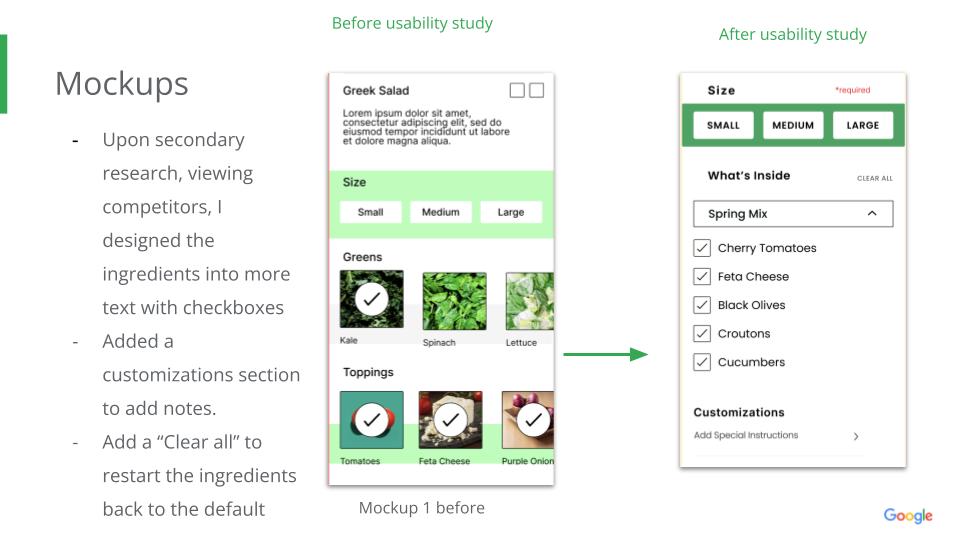 Before usability study
After usability study
Mockups
- Upon secondary
research, viewing
competitors, I
designed the
ingredients into more
text with checkboxes
- Added a
customizations section
to add notes.
- Add a “Clear all” to
restart the ingredients
back to the default
Greek Salad
Lorem ipsum dolor sit amet,
consectetur adipiscing elit, sed do
eiusmod tempor incididunt ut labore
et dolore magna aliqua.
Size
Small Medium Large
Greens
Kale Spinach Lettuce
Toppings
Tomatoes Feta Cheese Purple Onion
Mockup 1 before
Size *required
SMALL MEDIUM LARGE
What's Inside CLEAR ALL
Spring Mix
Cherry Tomatoes
Feta Cheese
Black Olives
Croutons
Cucumbers
Customizations
Add Special Instructions
Google